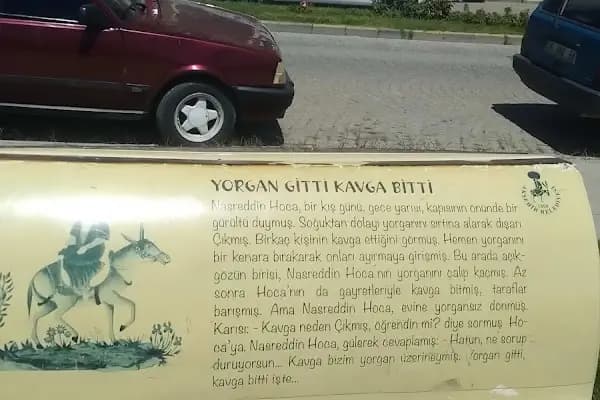 YORGAN GİTTİ KAVGA BİTTİ
Nasreddin Hoca, bir kış günü, gece yarısı, kapısının önünde bir
gürültü duymuş. Soğuktan dolayı yorganını sırtına alarak dışarı
Çıkmış. Birkaç kişinin kavga ettiğini görmüş. Hemen yorganını
bir kenara bırakarak onları ayırmaya girişmiş. Bu arada açık-
gözün birisi, Nasreddin Hoca'nın yorganını çalıp kaçmış. Az
sonra Hoca'nın da gayretleriyle kavga bitmiş, taraflar
barışmış. Ama Nasreddin Hoca, evine yorgansız dönmüş.
Karısı: - Kavga neden Çıkmış, öğrendin mi? diye sormuş Ho-
ca'ya. Nasreddin Hoca, gülerek cevaplamış: - Hatun, ne sorup
duruyorsun... Kavga bizim yorgan üzerineymiş. Yorgan gitti,
kavga bitti işte...